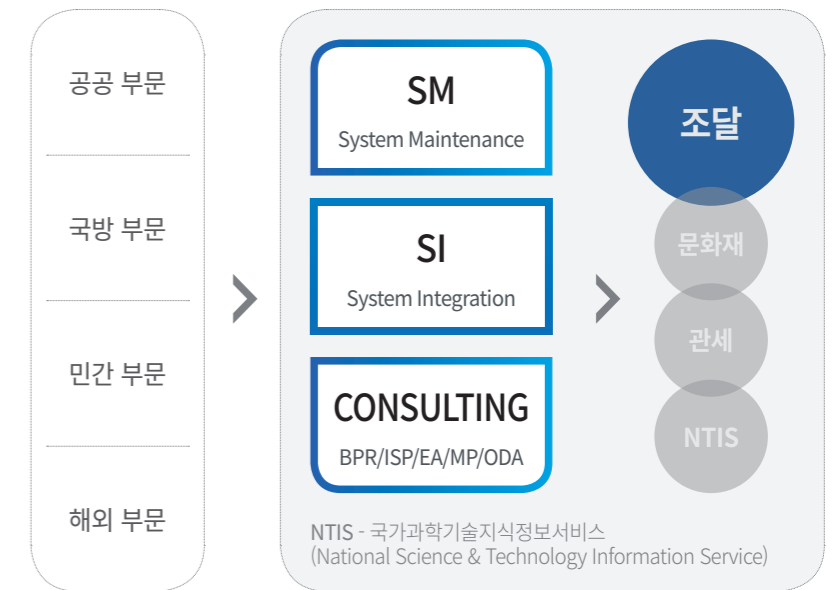 공공 부문
국방 부문
민간 부문
해외 부문
SM
System Maintenance
SI
System Integration
CONSULTING
BPR/ISP/EA/MP/ODA
조달
문화재
관세
NTIS
NTIS - 국가과학기술지식정보서비스
(National Science & Technology Information Service)